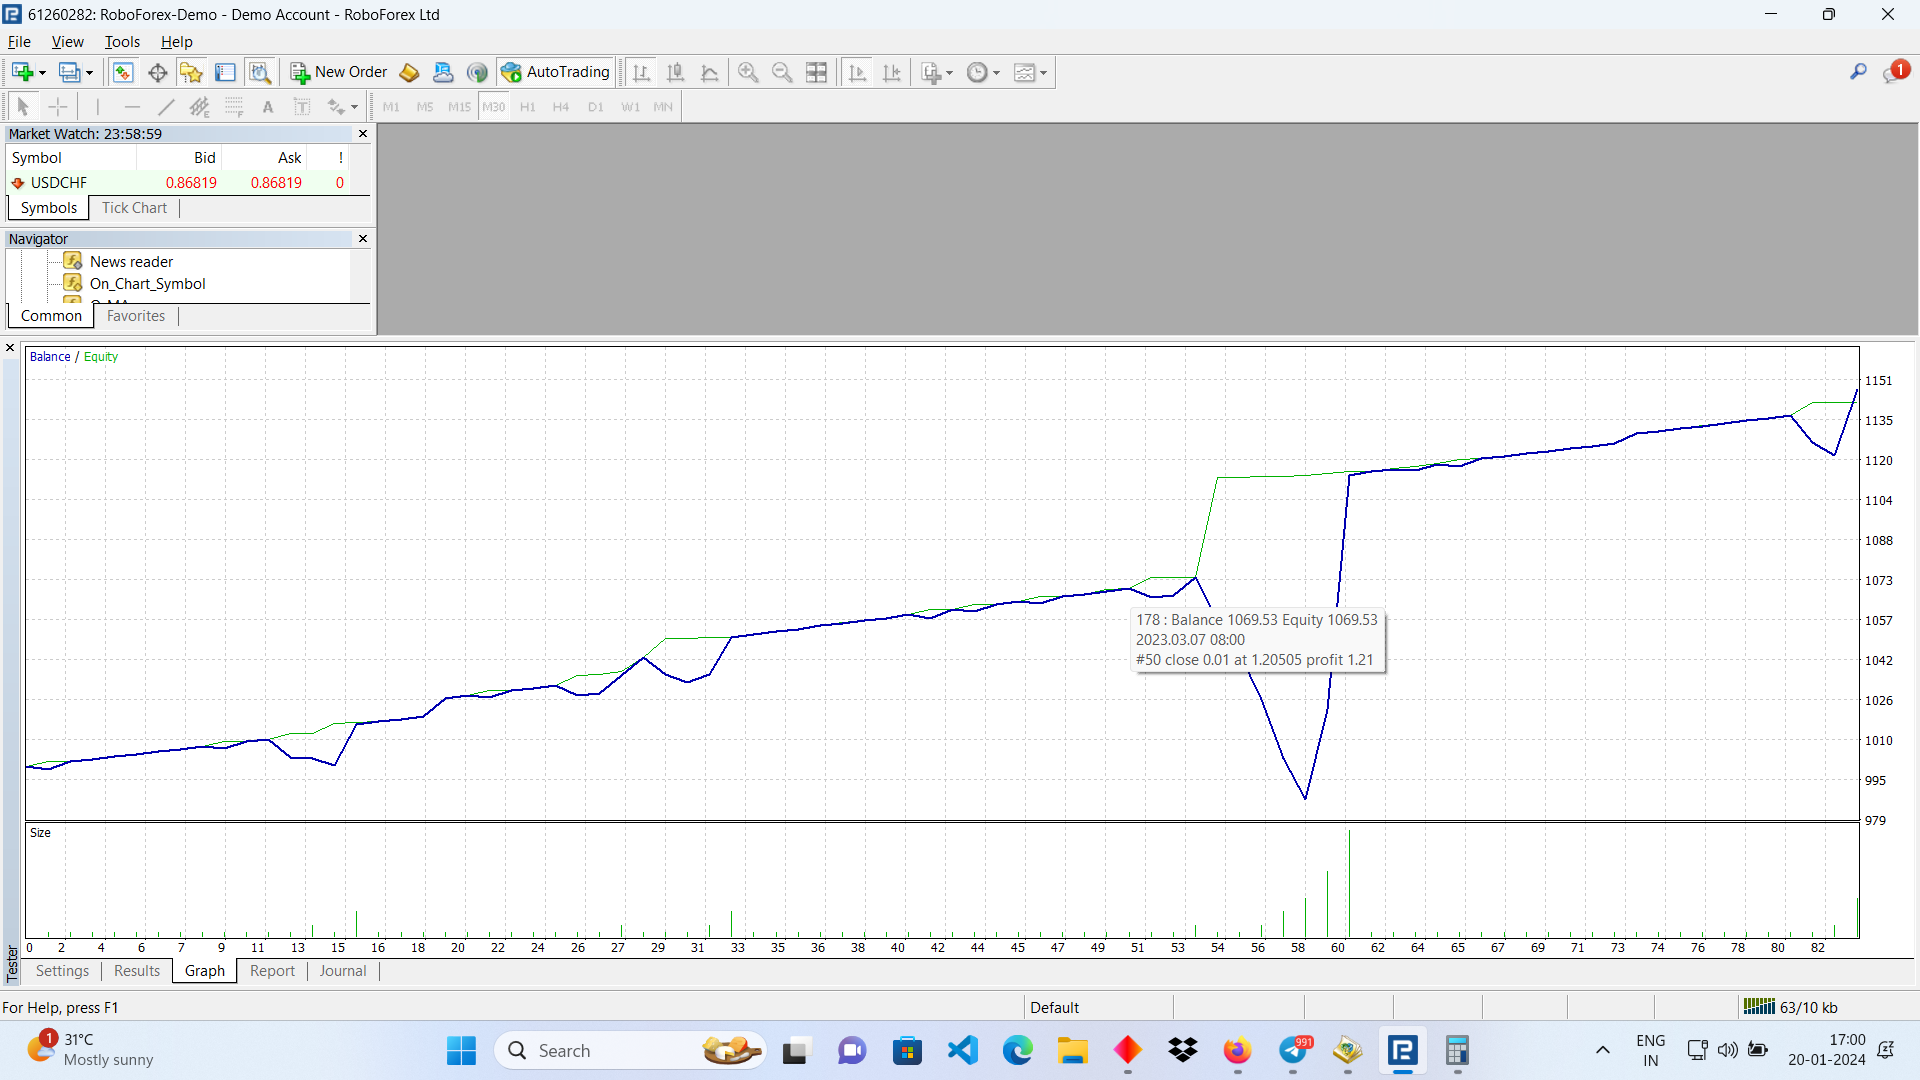 61260282: RoboForex-Demo - Demo Account - RoboForex Ltd
File View Tools Help
New Order AutoTrading 1
A T M1 M5 M15 M30 H1 H4 D1 W1 MN
Market Watch: 23:58:59
Symbol Bid Ask !
USDCHF 0.86819 0.86819 0
Symbols Tick Chart
Navigator
News reader
On_Chart_Symbol
Common Favorites
Balance / Equity
1151
1135
1120
1104
1088
1073
1057
1042
1026
1010
995
979
178 : Balance 1069.53 Equity 1069.53
2023.03.07 08:00
#50 close 0.01 at 1.20505 profit 1.21
Size
0 2 4 6 7 9 11 13 15 16 18 20 22 24 26 27 29 31 33 35 36 38 40 42 44 45 47 49 51 53 54 56 58 60 62 64 65 67 69 71 73 74 76 78 80 82
Tester
Settings Results Graph Report Journal
For Help, press F1 Default 63/10 kb
1 31°C
Mostly sunny
Search
991
ENG
IN
17:00
20-01-2024